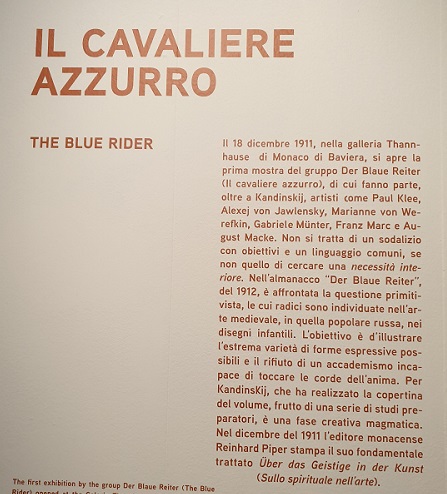 IL CAVALIERE
AZZURRO
THE BLUE RIDER
Il 18 dicembre 1911, nella galleria Thann-
hause di Monaco di Baviera, si apre la
prima mostra del gruppo Der Blaue Reiter
(Il cavaliere azzurro), di cui fanno parte,
oltre a Kandinskij, artisti come Paul Klee,
Alexej von Jawlensky, Marianne von We-
refkin, Gabriele Münter, Franz Marc e Au-
gust Macke. Non si tratta di un sodalizio
con obiettivi e un linguaggio comuni, se
non quello di cercare una necessità inte-
riore. Nell'almanacco "Der Blaue Reiter",
del 1912, è affrontata la questione primiti-
vista, le cui radici sono individuate nell'ar-
te medievale, in quella popolare russa, nei
disegni infantili. L'obiettivo è d'illustrare
l'estrema varietà di forme espressive pos-
sibili e il rifiuto di un accademismo incа-
pace di toccare le corde dell'anima. Per
KandinsKij, che ha realizzato la copertina
del volume, frutto di una serie di studi pre-
paratori, è una fase creativa magmatica.
Nel dicembre del 1911 l'editore monacense
Reinhard Piper stampa il suo fondamentale
trattato Über das Geistige in der Kunst
(Sullo spirituale nell'arte).
The first exhibition by the group Der Blaue Reiter (The Blue